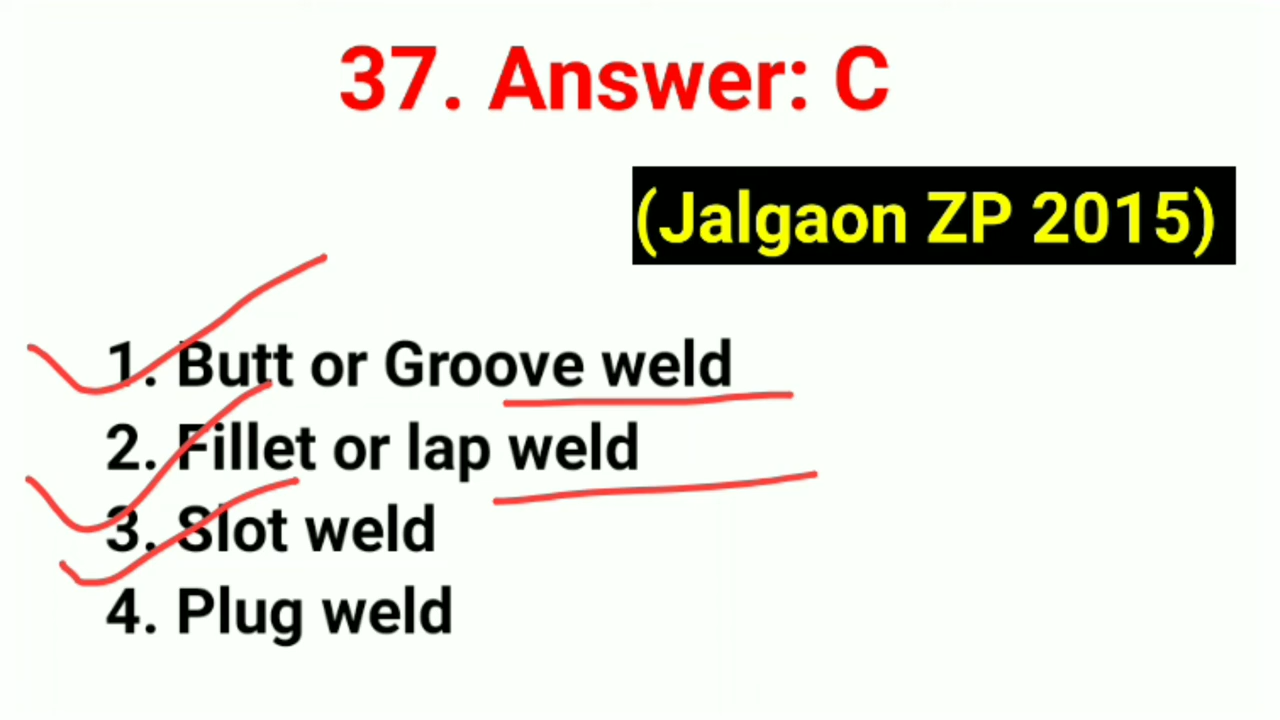 37. Answer: C
(Jalgaon ZP 2015)
1. Butt or Groove weld
2. Fillet or lap weld
3. Slot weld
4. Plug weld